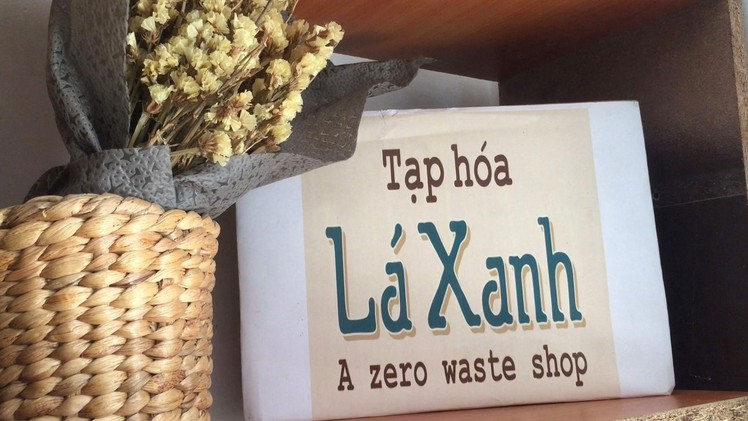 Tạp hóa
Lá Xanh
A zero waste shop